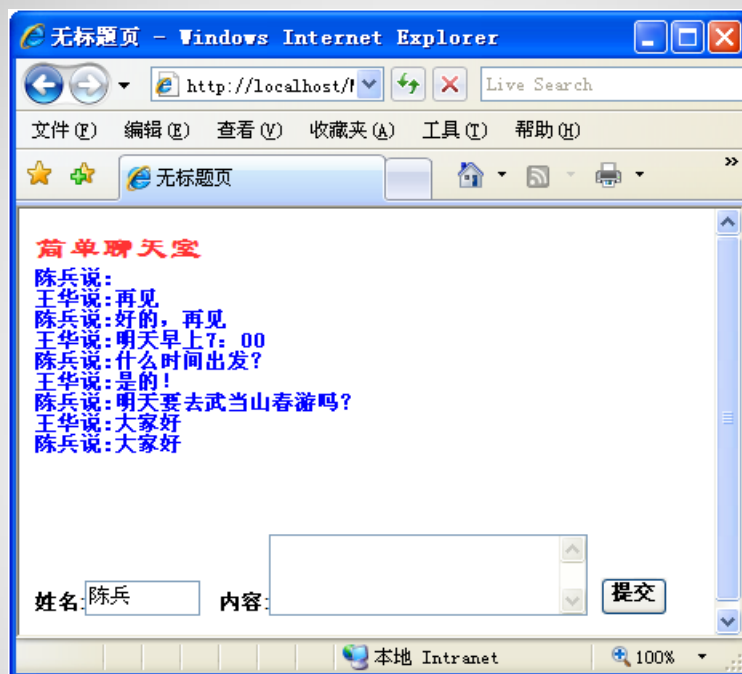 无标题页 - Windows Internet Explorer
http://localhost/
Live Search
文件(F) 编辑(E) 查看(V) 收藏夹(A) 工具(T) 帮助(H)
无标题页
»
简单聊天室
陈兵说:
王华说:再见
陈兵说:好的，再见
王华说:明天早上7：00
陈兵说:什么时间出发？
王华说:是的！
陈兵说:明天要去武当山春游吗？
王华说:大家好
陈兵说:大家好
姓名:陈兵 内容: 提交
本地 Intranet 100%